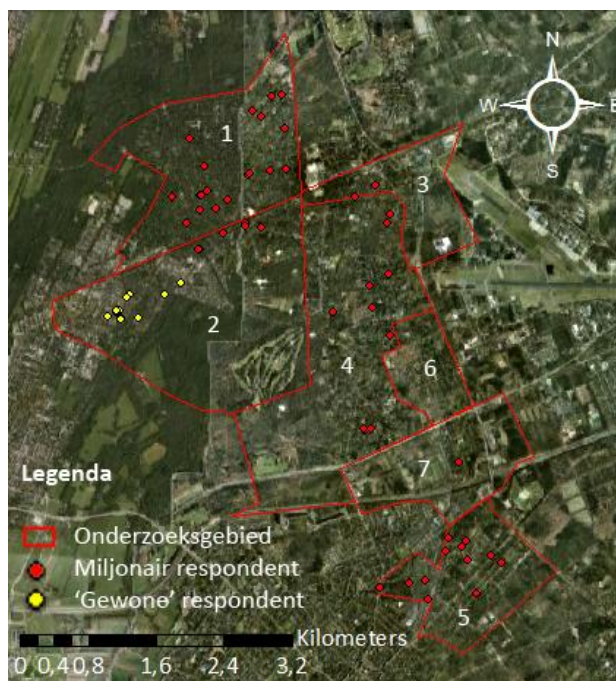 N
W E
S
1
3
2
4
6
7
5
Legenda
Onderzoeksgebied
Miljonair respondent
‘Gewone’ respondent
Kilometers
0 0,4 0,8 1,6 2,4 3,2